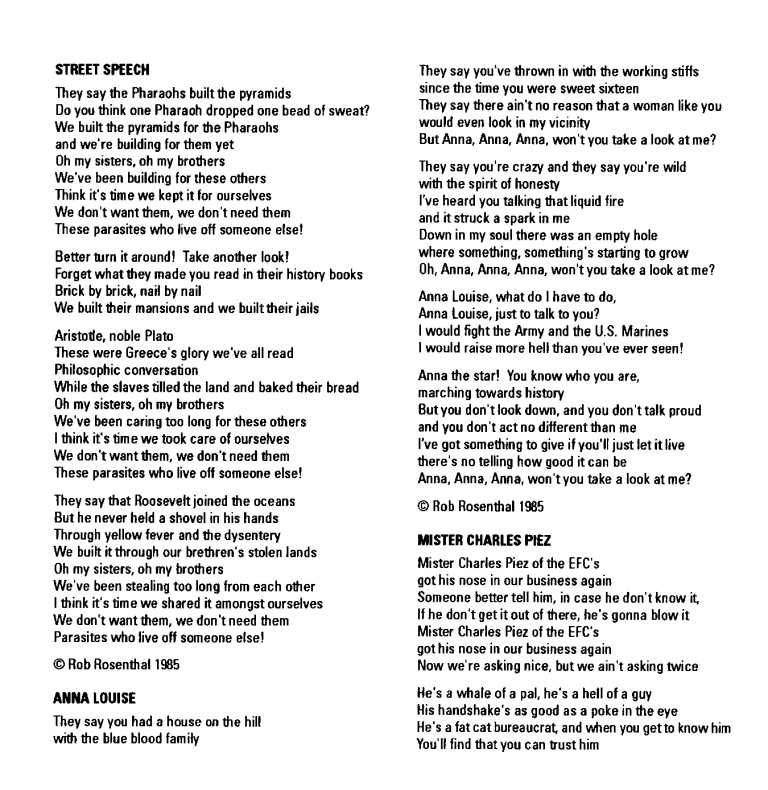 STREET SPEECH
They say the Pharaohs built the pyramids
Do you think one Pharaoh dropped one bead of sweat?
We built the pyramids for the Pharaohs
and we're building for them yet
Oh my sisters, oh my brothers
We've been building for these others
Think it's time we kept it for ourselves
We don't want them, we don't need them
These parasites who live off someone else!
Better turn it around! Take another look!
Forget what they made you read in their history books
Brick by brick, nail by nail
We built their mansions and we built their jails
Aristotle, noble Plato
These were Greece's glory we've all read
Philosophic conversation
While the slaves tilled the land and baked their bread
Oh my sisters, oh my brothers
We've been caring too long for these others
I think it's time we took care of ourselves
We don't want them, we don't need them
These parasites who live off someone else!
They say that Roosevelt joined the oceans
But he never held a shovel in his hands
Through yellow fever and the dysentery
We built it through our brethren's stolen lands
Oh my sisters, oh my brothers
We've been stealing too long from each other
I think it's time we shared it amongst ourselves
We don't want them, we don't need them
Parasites who live off someone else!
© Rob Rosenthal 1985
ANNA LOUISE
They say you had a house on the hill
with the blue blood family
They say you've thrown in with the working stiffs
since the time you were sweet sixteen
They say there ain't no reason that a woman like you
would even look in my vicinity
But Anna, Anna, Anna, won't you take a look at me?
They say you're crazy and they say you're wild
with the spirit of honesty
I've heard you talking that liquid fire
and it struck a spark in me
Down in my soul there was an empty hole
where something, something's starting to grow
Oh, Anna, Anna, Anna, won't you take a look at me?
Anna Louise, what do I have to do,
Anna Louise, just to talk to you?
I would fight the Army and the U.S. Marines
I would raise more hell than you've ever seen!
Anna the star! You know who you are,
marching towards history
But you don't look down, and you don't talk proud
and you don't act no different than me
I've got something to give if you'll just let it live
there's no telling how good it can be
Anna, Anna, Anna, won't you take a look at me?
© Rob Rosenthal 1985
MISTER CHARLES PIEZ
Mister Charles Piez of the EFC's
got his nose in our business again
Someone better tell him, in case he don't know it,
If he don't get it out of there, he's gonna blow it
Mister Charles Piez of the EFC's
got his nose in our business again
Now we're asking nice, but we ain't asking twice
He's a whale of a pal, he's a hell of a guy
His handshake's as good as a poke in the eye
He's a fat cat bureaucrat, and when you get to know him
You'll find that you can trust him